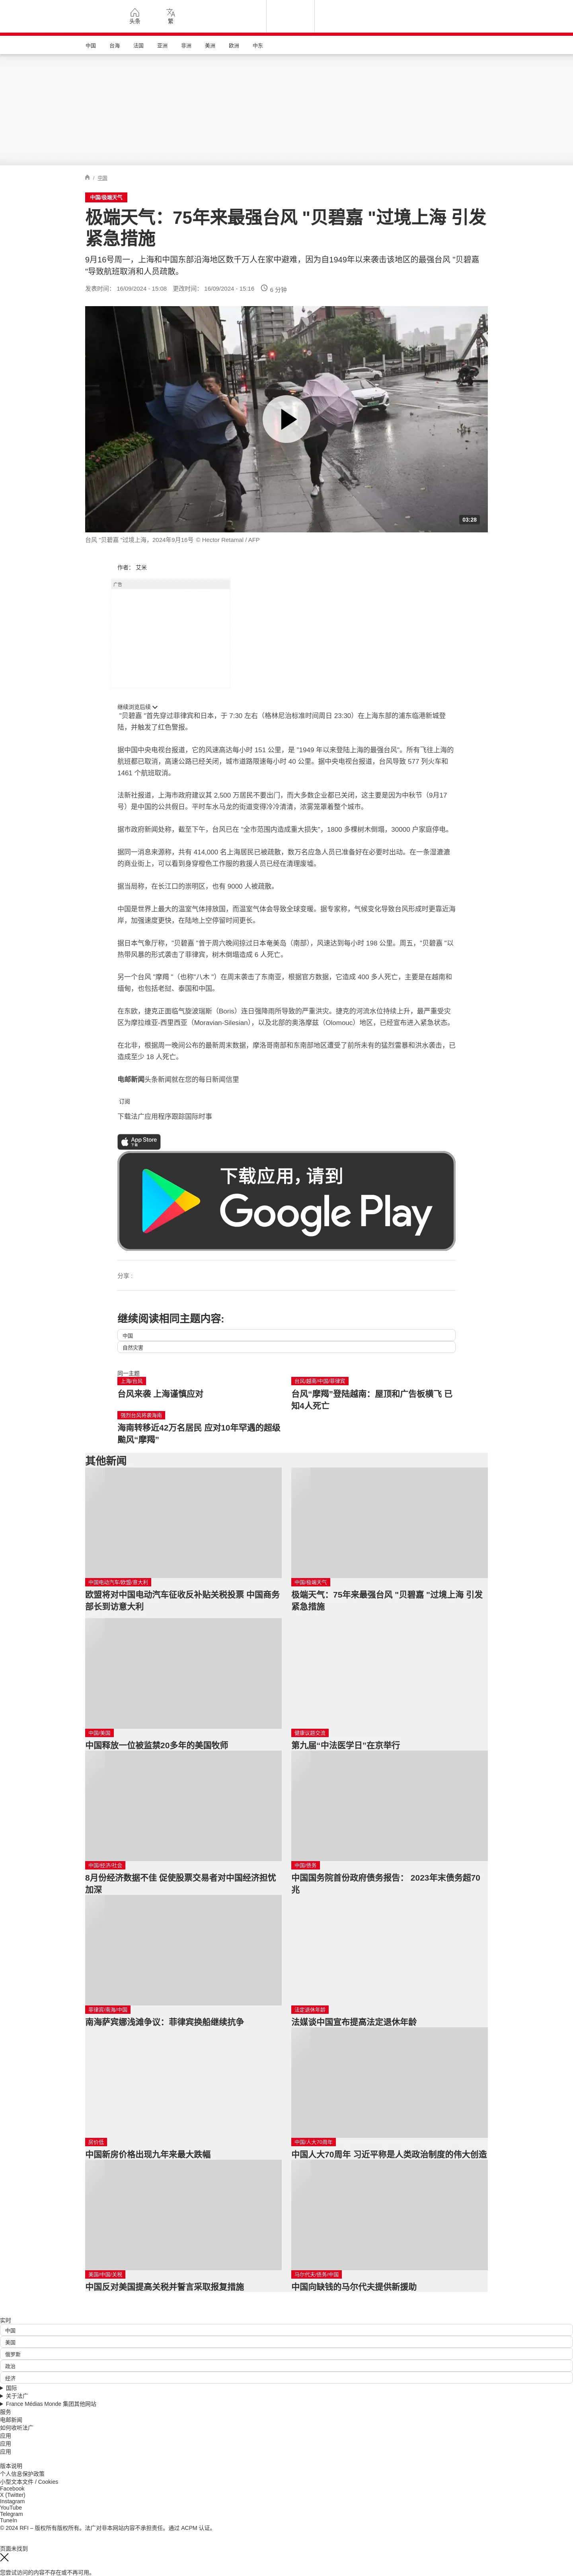 头条
繁
中国
台海
法国
亚洲
非洲
美洲
欧洲
中东
/ 中国
中国/极端天气
极端天气：75年来最强台风 "贝碧嘉 "过境上海 引发
紧急措施
9月16号周一，上海和中国东部沿海地区数千万人在家中避难，因为自1949年以来袭击该地区的最强台风 "贝碧嘉
"导致航班取消和人员疏散。
发表时间： 16/09/2024 - 15:08 更改时间： 16/09/2024 - 15:16 6 分钟
03:28
台风 "贝碧嘉 "过境上海，2024年9月16号 © Hector Retamal / AFP
作者： 艾米
广告
继续浏览后续
"贝碧嘉 "首先穿过菲律宾和日本，于 7:30 左右（格林尼治标准时间周日 23:30）在上海东部的浦东临港新城登
陆，并触发了红色警报。
据中国中央电视台报道，它的风速高达每小时 151 公里，是 "1949 年以来登陆上海的最强台风"。所有飞往上海的
航班都已取消，高速公路已经关闭，城市道路限速每小时 40 公里。据中央电视台报道，台风导致 577 列火车和
1461 个航班取消。
法新社报道，上海市政府建议其 2,500 万居民不要出门，而大多数企业都已关闭，这主要是因为中秋节（9月17
号）是中国的公共假日。平时车水马龙的街道变得冷冷清清，浓雾笼罩着整个城市。
据市政府新闻处称，截至下午，台风已在 "全市范围内造成重大损失"，1800 多棵树木倒塌，30000 户家庭停电。
据同一消息来源称，共有 414,000 名上海居民已被疏散，数万名应急人员已准备好在必要时出动。在一条湿漉漉
的商业街上，可以看到身穿橙色工作服的救援人员已经在清理废墟。
据当局称，在长江口的崇明区，也有 9000 人被疏散。
中国是世界上最大的温室气体排放国，而温室气体会导致全球变暖。据专家称，气候变化导致台风形成时更靠近海
岸，加强速度更快，在陆地上空停留时间更长。
据日本气象厅称，"贝碧嘉 "曾于周六晚间掠过日本奄美岛（南部），风速达到每小时 198 公里。周五，"贝碧嘉 "以
热带风暴的形式袭击了菲律宾，树木倒塌造成 6 人死亡。
另一个台风 "摩羯 "（也称"八木 "）在周末袭击了东南亚，根据官方数据，它造成 400 多人死亡，主要是在越南和
缅甸，也包括老挝、泰国和中国。
在东欧，捷克正面临气旋波瑞斯（Boris）连日强降雨所导致的严重洪灾。捷克的河流水位持续上升，最严重受灾
区为摩拉维亚-西里西亚（Moravian-Silesian），以及北部的奥洛摩兹（Olomouc）地区，已经宣布进入紧急状态。
在北非，根据周一晚间公布的最新周末数据，摩洛哥南部和东南部地区遭受了前所未有的猛烈雷暴和洪水袭击，已
造成至少 18 人死亡。
电邮新闻头条新闻就在您的每日新闻信里
订阅
下载法广应用程序跟踪国际时事
App Store
下载
下载应用，请到
Google Play
分享 :
继续阅读相同主题内容:
中国
自然灾害
同一主题
上海/台风
台风来袭 上海谨慎应对
台风/越南/中国/菲律宾
台风“摩羯”登陆越南：屋顶和广告板横飞 已
知4人死亡
强烈台风将袭海南
海南转移近42万名居民 应对10年罕遇的超级
颱风“摩羯”
其他新闻
中国电动汽车/欧盟/意大利
欧盟将对中国电动汽车征收反补贴关税投票 中国商务
部长到访意大利
中国/极端天气
极端天气：75年来最强台风 "贝碧嘉 "过境上海 引发
紧急措施
中国/美国
中国释放一位被监禁20多年的美国牧师
健康议题交流
第九届“中法医学日”在京举行
中国/经济/社会
8月份经济数据不佳 促使股票交易者对中国经济担忧
加深
中国/债务
中国国务院首份政府债务报告： 2023年末债务超70
兆
菲律宾/南海/中国
南海萨宾娜浅滩争议：菲律宾换船继续抗争
法定退休年龄
法媒谈中国宣布提高法定退休年龄
房价低
中国新房价格出现九年来最大跌幅
中国/人大70周年
中国人大70周年 习近平称是人类政治制度的伟大创造
美国/中国/关税
中国反对美国提高关税并誓言采取报复措施
马尔代夫/债务/中国
中国向缺钱的马尔代夫提供新援助
实时
中国
美国
俄罗斯
政治
经济
国际
关于法广
France Médias Monde 集团其他网站
服务
电邮新闻
如何收听法广
应用
应用
应用
版本说明
个人信息保护政策
小型文本文件 / Cookies
Facebook
X (Twitter)
Instagram
YouTube
Telegram
TuneIn
© 2024 RFI – 版权所有版权所有。法广对非本网站内容不承担责任。通过 ACPM 认证。
页面未找到
您尝试访问的内容不存在或不再可用。